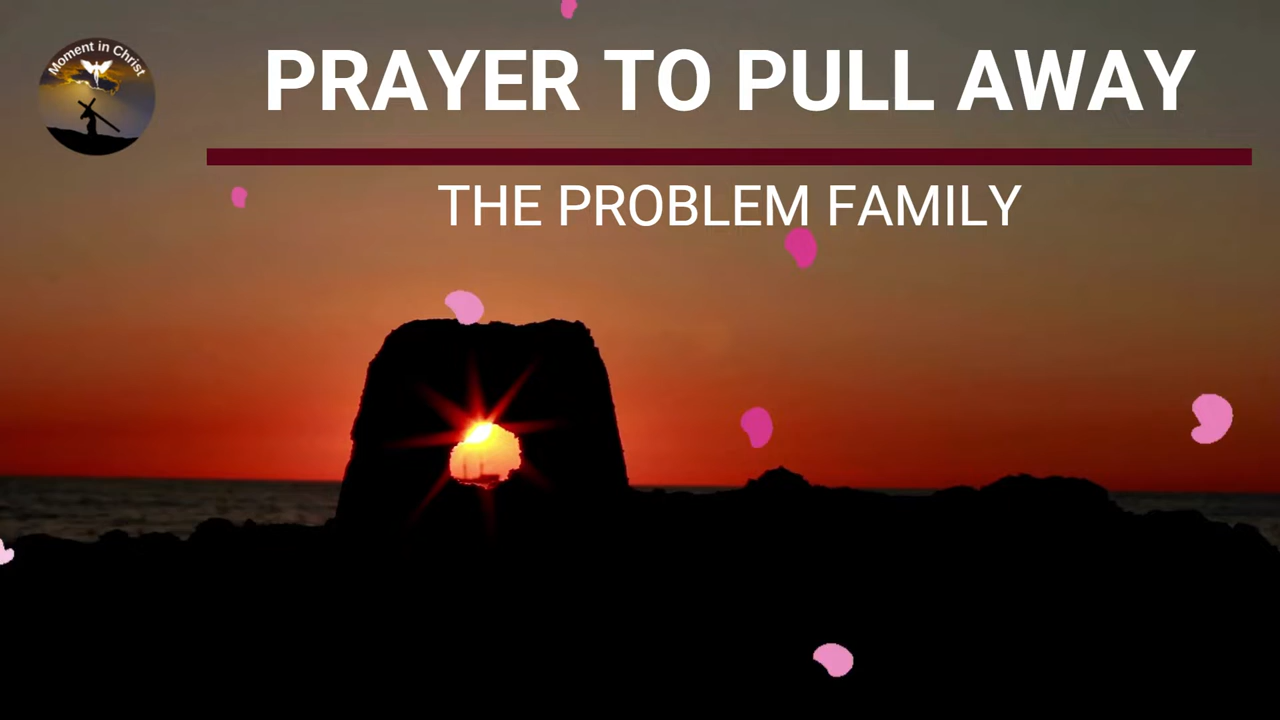 Moment in Christ
PRAYER TO PULL AWAY
THE PROBLEM FAMILY